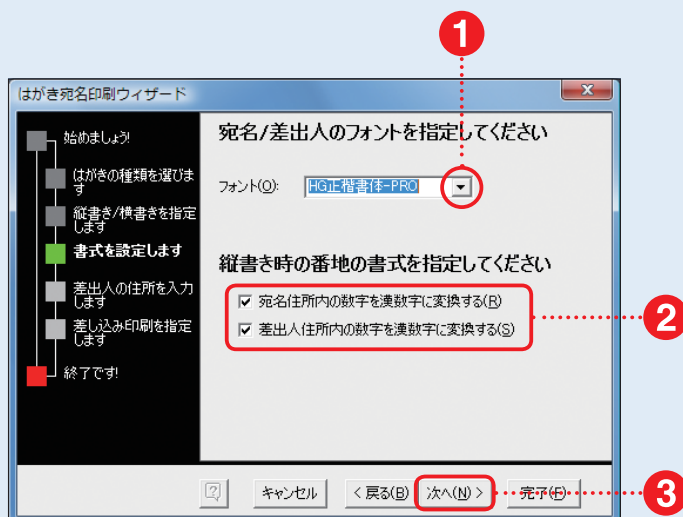 1
はがき宛名印刷ウィザード
始めましょう!
はがきの種類を選びま
す
縦書き/横書きを指定
します
書式を設定します
差出人の住所を入力
します
差し込み印刷を指定
します
終了です!
宛名/差出人のフォントを指定してください
フォント(O):
HG正楷書体-PRO
縦書き時の番地の書式を指定してください
宛名住所内の数字を漢数字に変換する(R)
差出人住所内の数字を漢数字に変換する(S)
2
キャンセル
< 戻る(B)
次へ(N) >
完了(F)
3